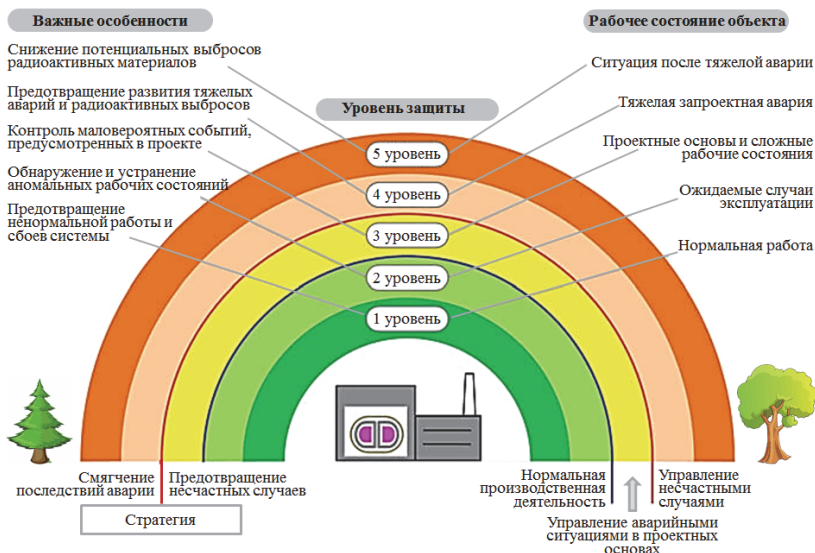 Важные особенности
Рабочее состояние объекта
Снижение потенциальных выбросов
радиоактивных материалов
Предотвращение развития тяжелых
аварий и радиоактивных выбросов
Контроль маловероятных событий,
предусмотренных в проекте
Обнаружение и устранение
аномальных рабочих состояний
Предотвращение
ненормальной работы и
сбоев системы
Уровень защиты
5 уровень
4 уровень
3 уровень
2 уровень
1 уровень
Ситуация после тяжелой аварии
Тяжелая запроектная авария
Проектные основы и сложные
рабочие состояния
Ожидаемые случаи
эксплуатации
Нормальная работа
Смягчение
последствий аварии
Предотвращение
несчастных случаев
Стратегия
Нормальная
производственная
деятельность
Управление
несчастными
случаями
Управление аварийными
ситуациями в проектных
основах